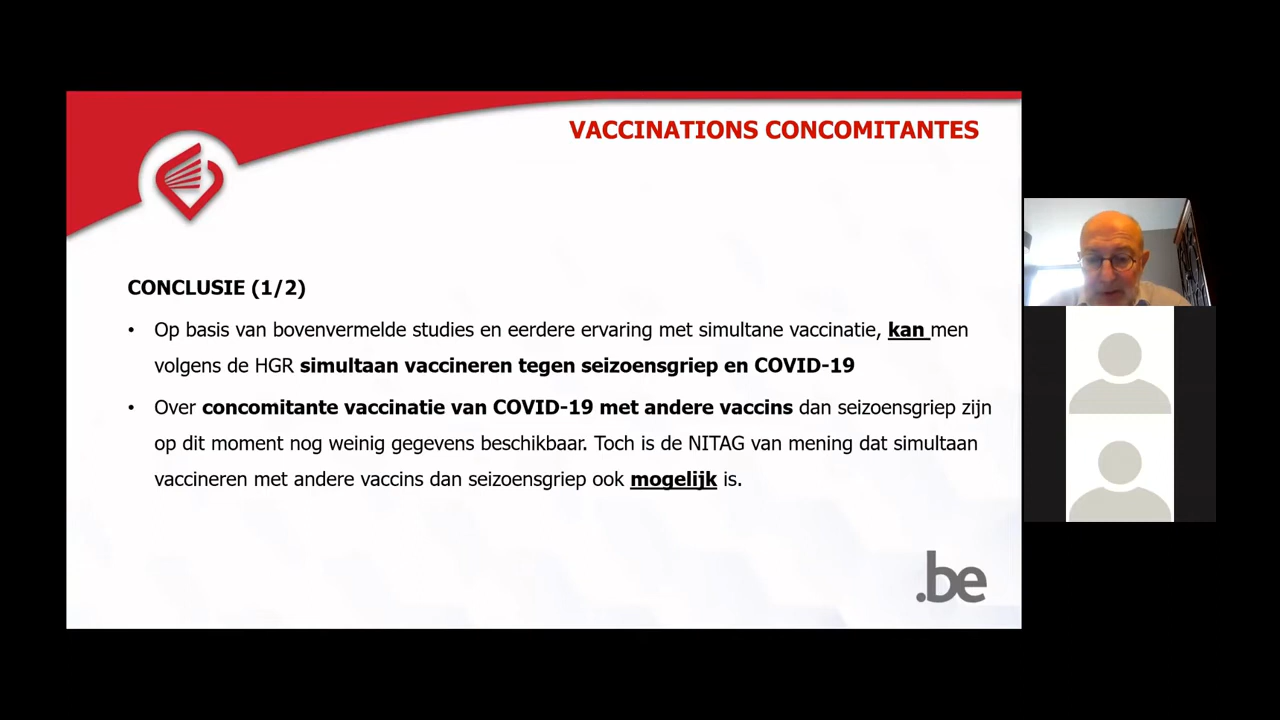 VACCINATIONS CONCOMITANTES
CONCLUSIE (1/2)
• Op basis van bovenvermelde studies en eerdere ervaring met simultane vaccinatie, kan men
volgens de HGR simultaan vaccineren tegen seizoensgriep en COVID-19
• Over concomitante vaccinatie van COVID-19 met andere vaccins dan seizoensgriep zijn
op dit moment nog weinig gegevens beschikbaar. Toch is de NITAG van mening dat simultaan
vaccineren met andere vaccins dan seizoensgriep ook mogelijk is.
.be